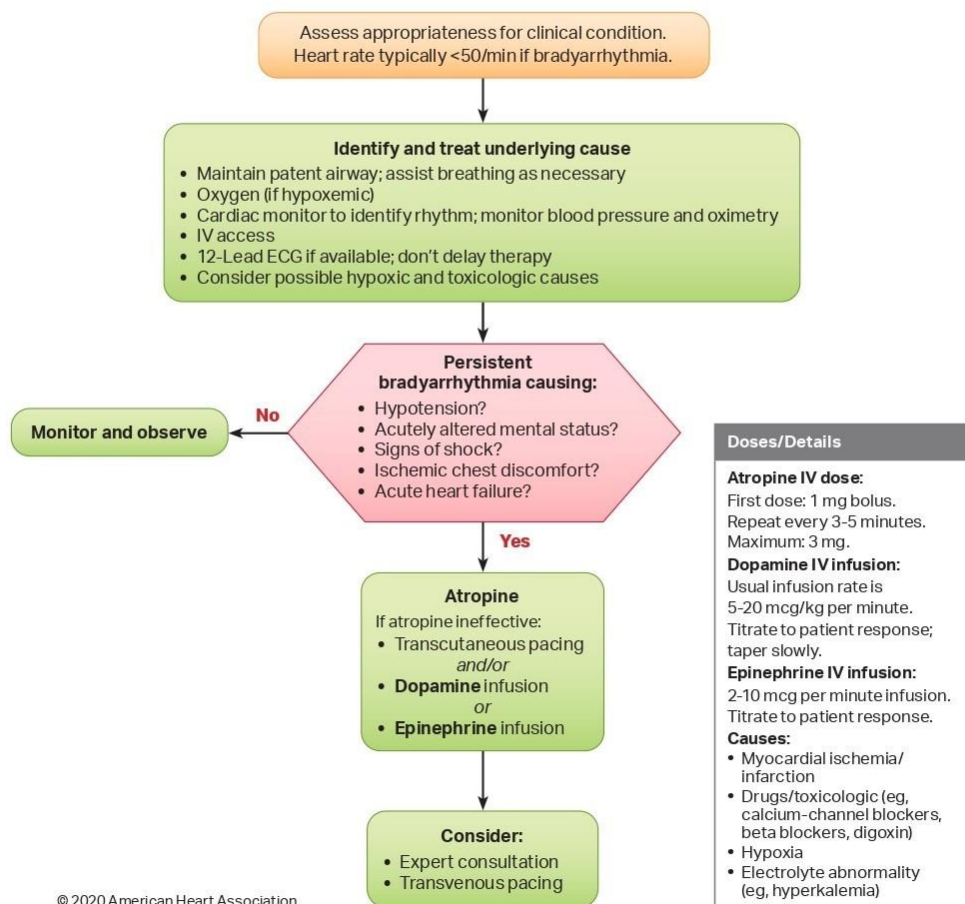 Assess appropriateness for clinical condition.
Heart rate typically <50/min if bradyarrhythmia.
Identify and treat underlying cause
• Maintain patent airway; assist breathing as necessary
• Oxygen (if hypoxemic)
• Cardiac monitor to identify rhythm; monitor blood pressure and oximetry
• IV access
• 12-Lead ECG if available; don't delay therapy
• Consider possible hypoxic and toxicologic causes
Persistent
bradyarrhythmia causing:
• Hypotension?
• Acutely altered mental status?
• Signs of shock?
• Ischemic chest discomfort?
• Acute heart failure?
No
Monitor and observe
Yes
Atropine
If atropine ineffective:
• Transcutaneous pacing
and/or
• Dopamine infusion
or
• Epinephrine infusion
Consider:
• Expert consultation
• Transvenous pacing
Doses/Details
Atropine IV dose:
First dose: 1 mg bolus.
Repeat every 3-5 minutes.
Maximum: 3 mg.
Dopamine IV infusion:
Usual infusion rate is
5-20 mcg/kg per minute.
Titrate to patient response;
taper slowly.
Epinephrine IV infusion:
2-10 mcg per minute infusion.
Titrate to patient response.
Causes:
• Myocardial ischemia/
infarction
• Drugs/toxicologic (eg,
calcium-channel blockers,
beta blockers, digoxin)
• Hypoxia
• Electrolyte abnormality
(eg, hyperkalemia)
© 2020 American Heart Association